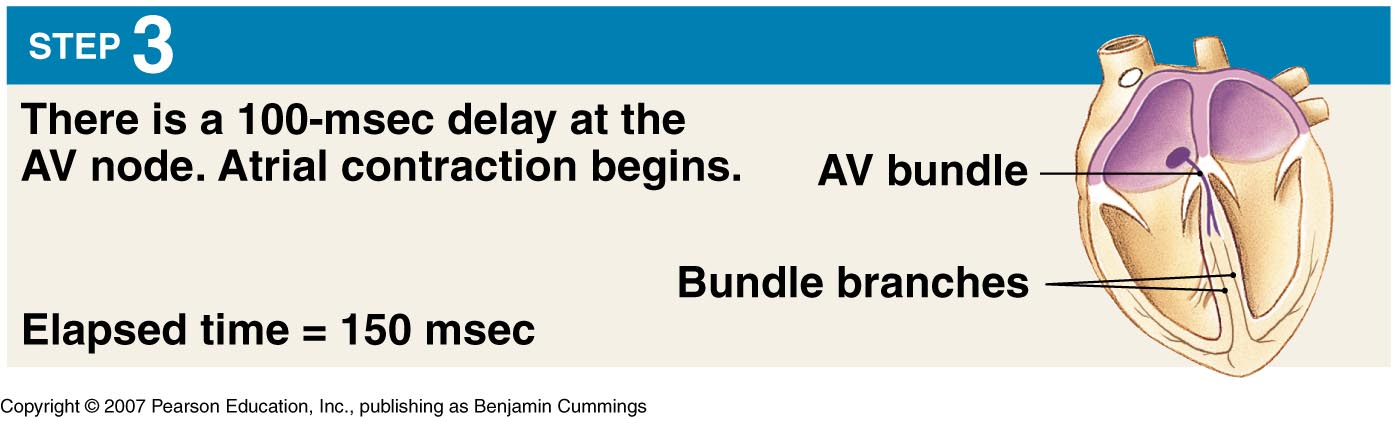 STEP 3
There is a 100-msec delay at the
AV node. Atrial contraction begins.
AV bundle
Bundle branches
Elapsed time = 150 msec
Copyright © 2007 Pearson Education, Inc., publishing as Benjamin Cummings